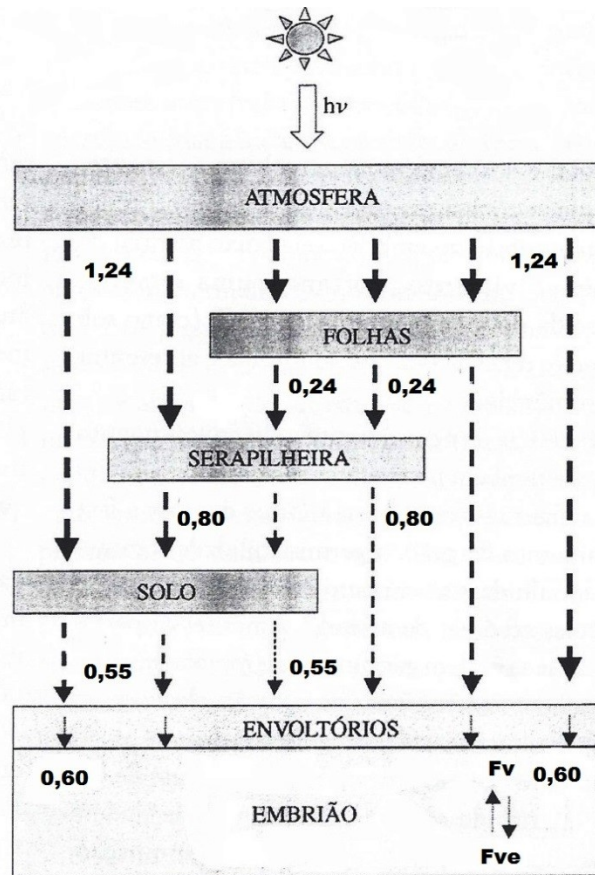 hν
ATMOSFERA
1,24 1,24
FOLHAS
0,24 0,24
SERAPILHEIRA
0,80 0,80
SOLO
0,55 0,55
ENVOLTÓRIOS
0,60 Fv 0,60
EMBRIÃO
Fve